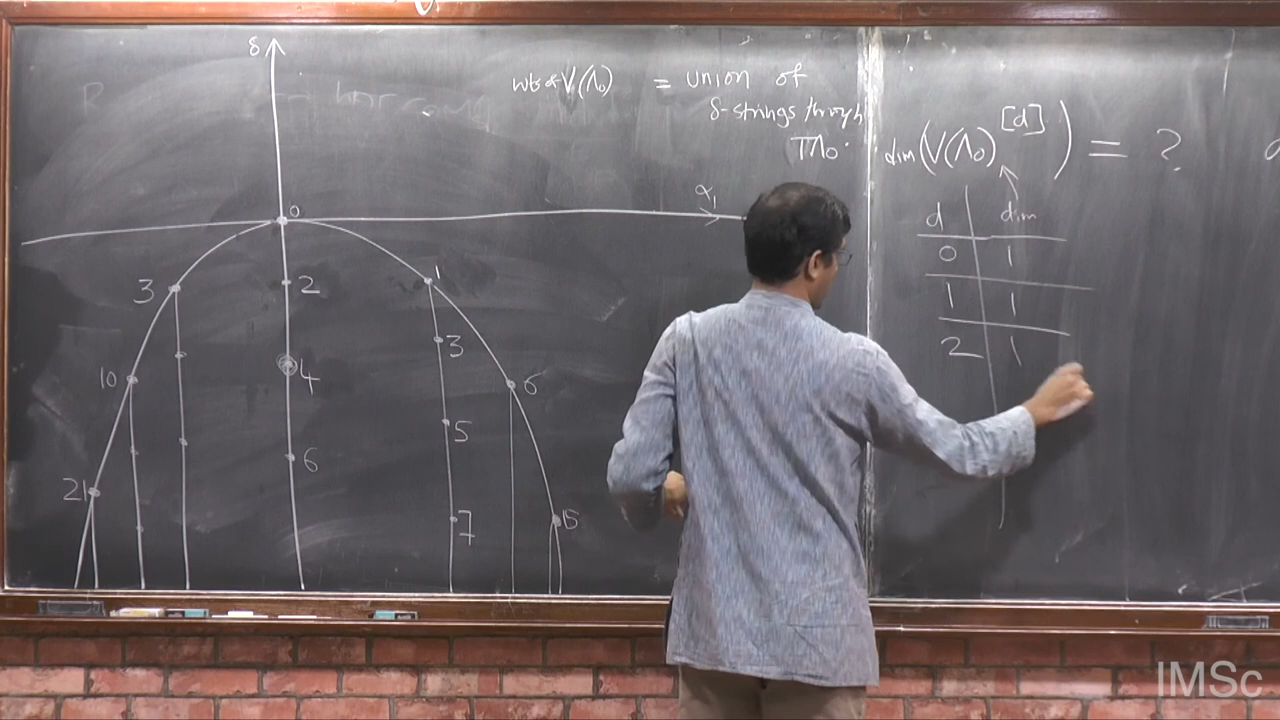 δ
wts of V(Λ₀) = union of
δ-strings through
TΛ₀.
α₁
0
3
2
1
3
10
4
6
5
6
21
7
15
dim(V(Λ₀)^[d]) = ?
d dim
0 1
1 1
2 1
IMSc